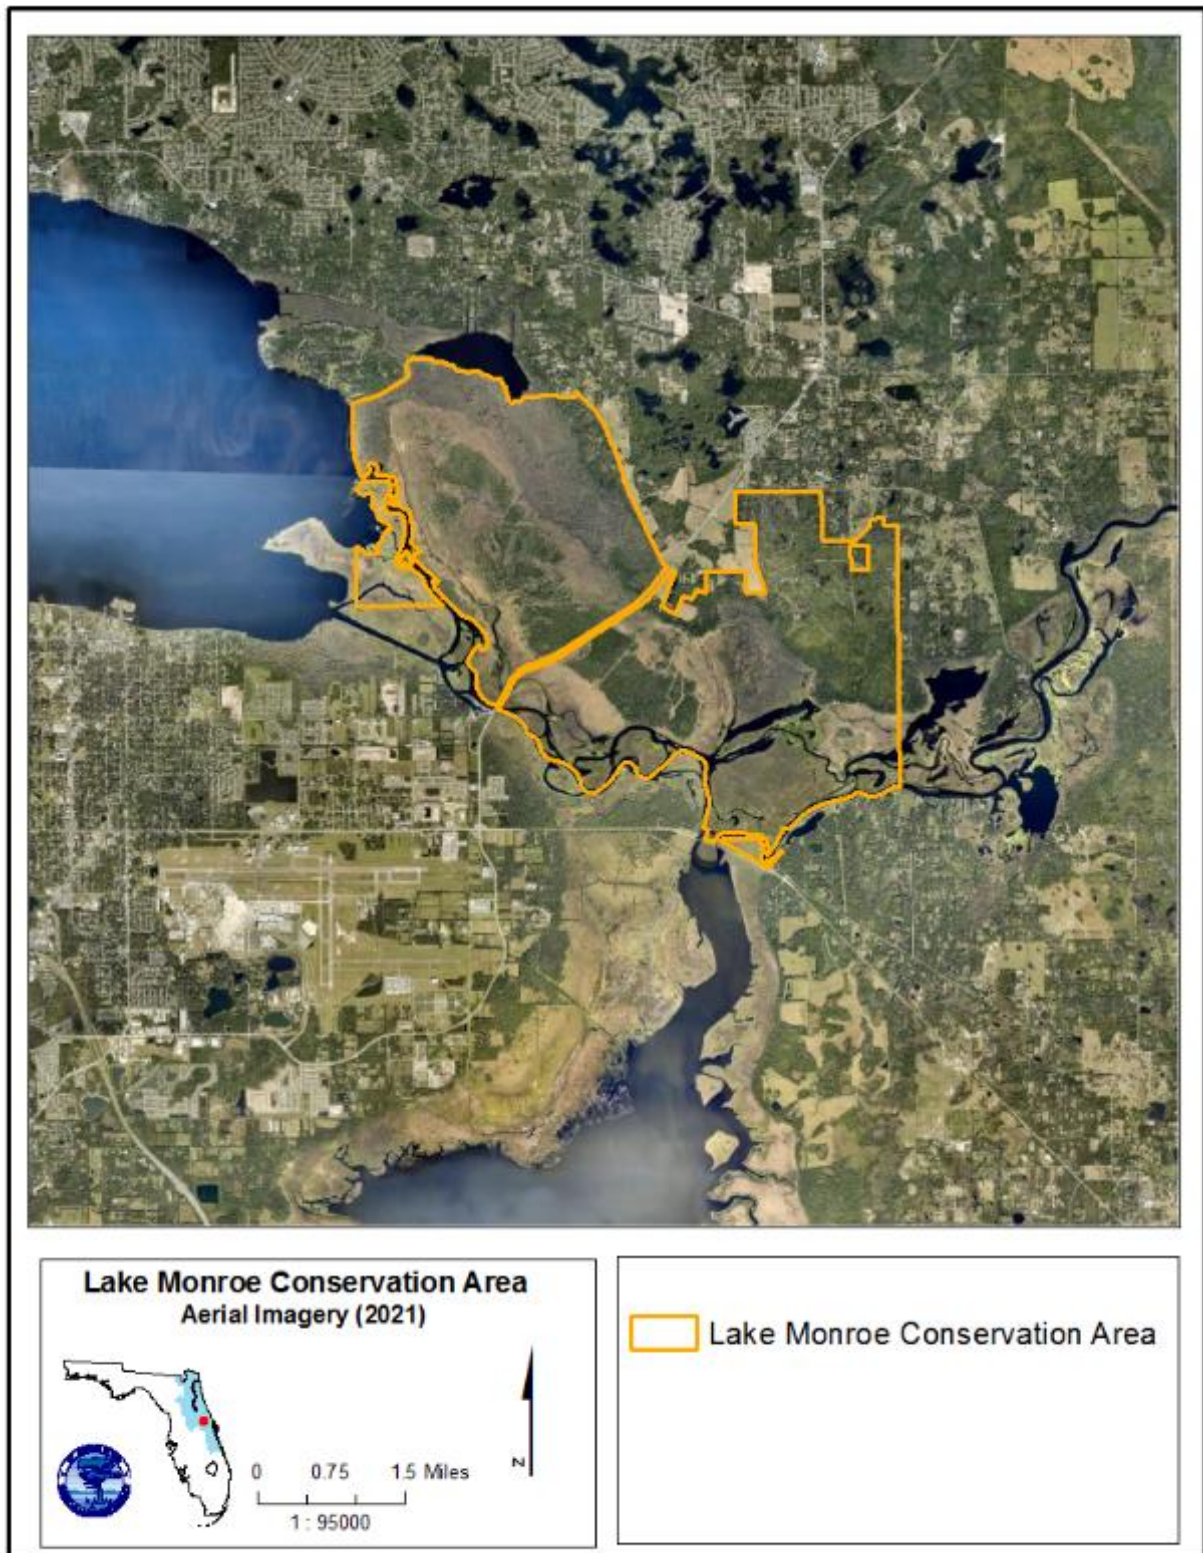 Lake Monroe Conservation Area
Aerial Imagery (2021)
N
0 0.75 1.5 Miles
1 : 95000
Lake Monroe Conservation Area